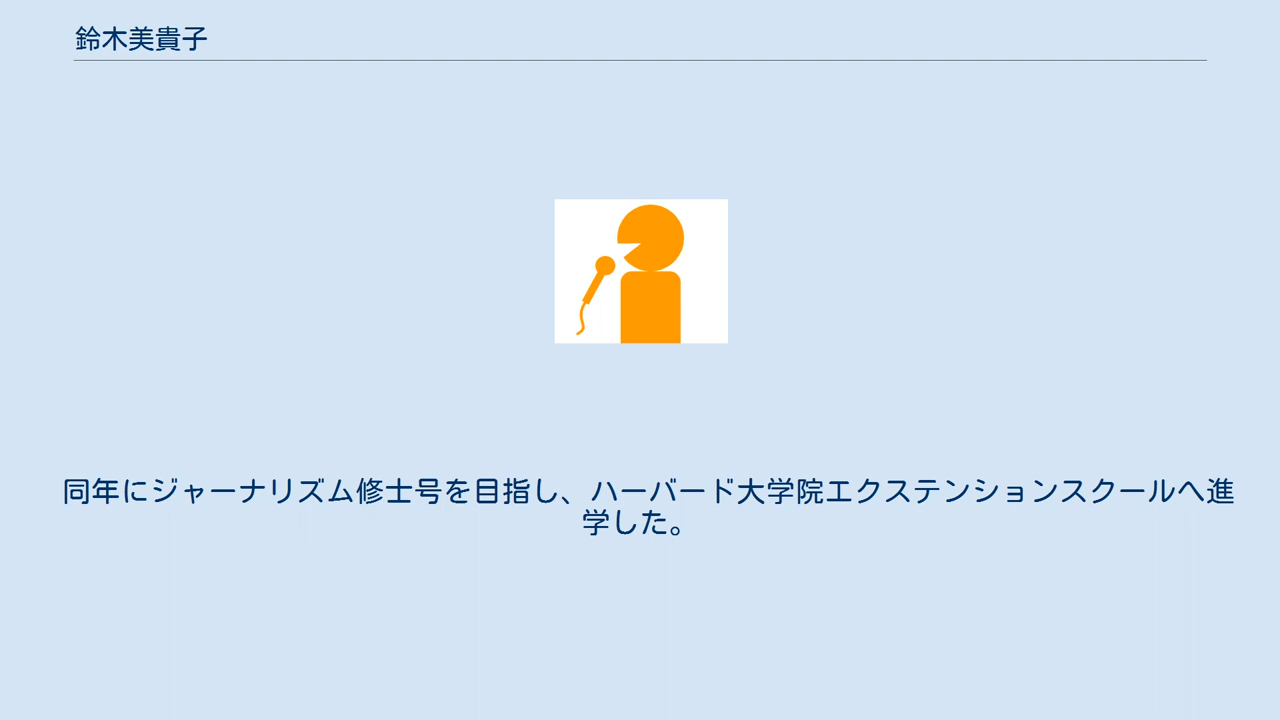 鈴木美貴子
同年にジャーナリズム修士号を目指し、ハーバード大学院エクステンションスクールへ進
学した。